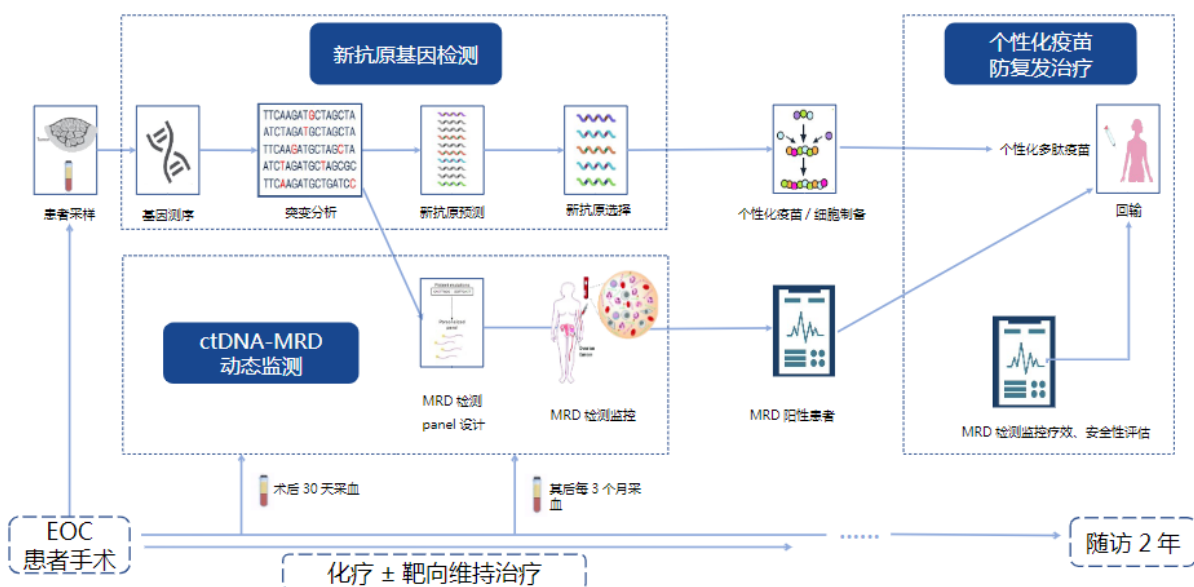 新抗原基因检测
个性化疫苗
防复发治疗
TTCAAGATGCTAGCTA
ATCTAGATGCTAGCTA
TTCAAGATGCTAGCTA
ATCTAGATGCTAGCGC
TTCAAGATGCTGATCC
患者采样
基因测序
突变分析
新抗原预测
新抗原选择
个性化疫苗 / 细胞制备
个性化多肽疫苗
回输
ctDNA-MRD
动态监测
MRD 检测
panel 设计
MRD 检测监控
MRD 阳性患者
MRD 检测监控疗效、安全性评估
术后 30 天采血
其后每 3 个月采
血
EOC
患者手术
……
随访 2 年
化疗 ± 靶向维持治疗